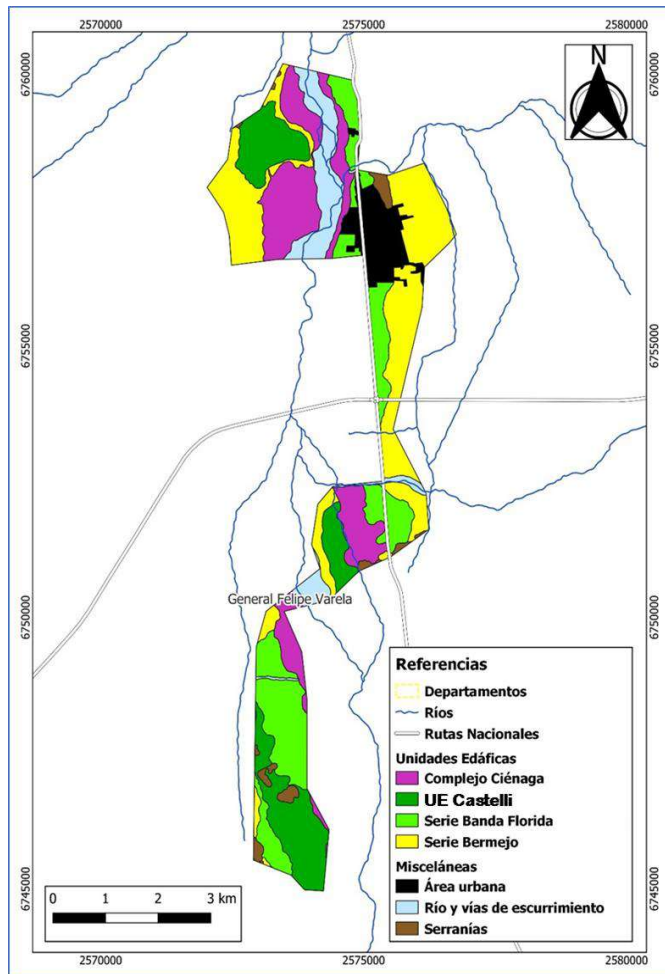 2570000 2575000 2580000
6760000 6760000
N
6755000 6755000
General Felipe Varela
6750000 6750000
Referencias
Departamentos
Ríos
Rutas Nacionales
Unidades Edáficas
Complejo Ciénaga
UE Castelli
Serie Banda Florida
Serie Bermejo
Misceláneas
Área urbana
Río y vías de escurrimiento
Serranías
0 1 2 3 km
6745000 6745000
2570000 2575000 2580000